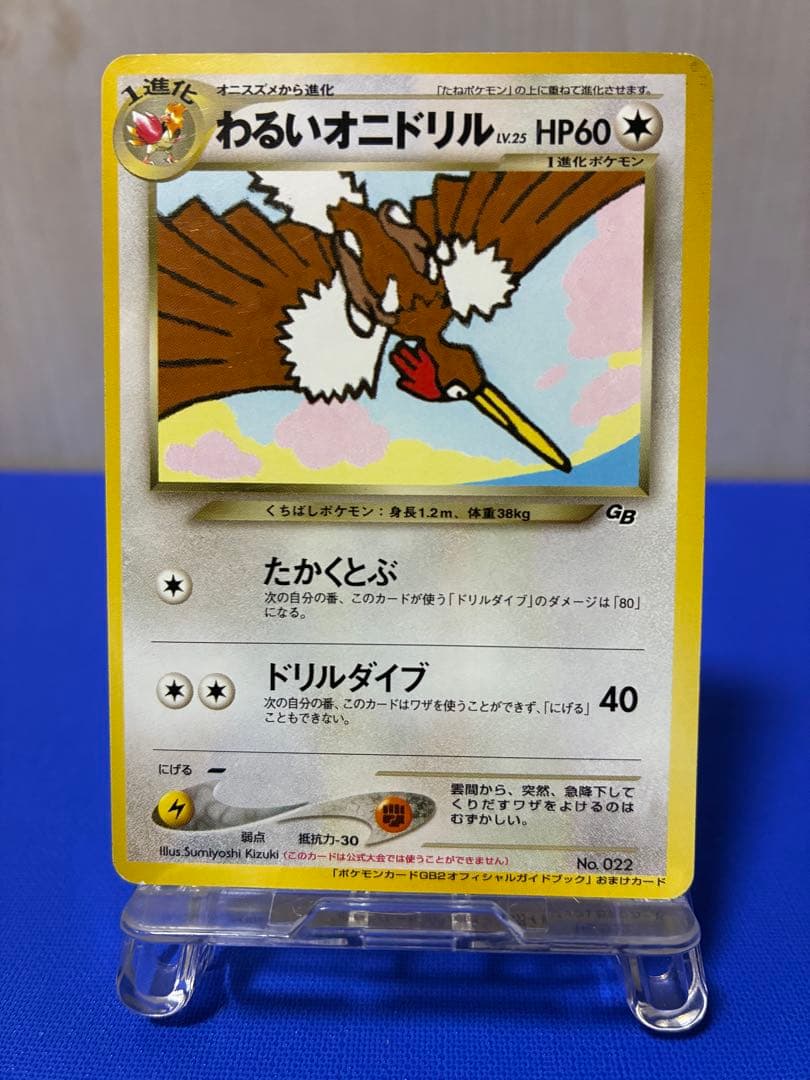 1進化
オニスズメから進化
「たねポケモン」の上に重ねて進化させます。
わるいオニドリル LV.25 HP60
1進化ポケモン
くちばしポケモン：身長1.2m、体重38kg
GB
たかくとぶ
次の自分の番、このカードが使う「ドリルダイブ」のダメージは「80」
になる。
ドリルダイブ 40
次の自分の番、このカードはワザを使うことができず、「にげる」
こともできない。
にげる
弱点 抵抗力-30
雲間から、突然、急降下して
くりだすワザをよけるのは
むずかしい。
Illus.Sumiyoshi Kizuki (このカードは公式大会では使うことができません) No. 022
「ポケモンカードGB2オフィシャルガイドブック」おまけカード